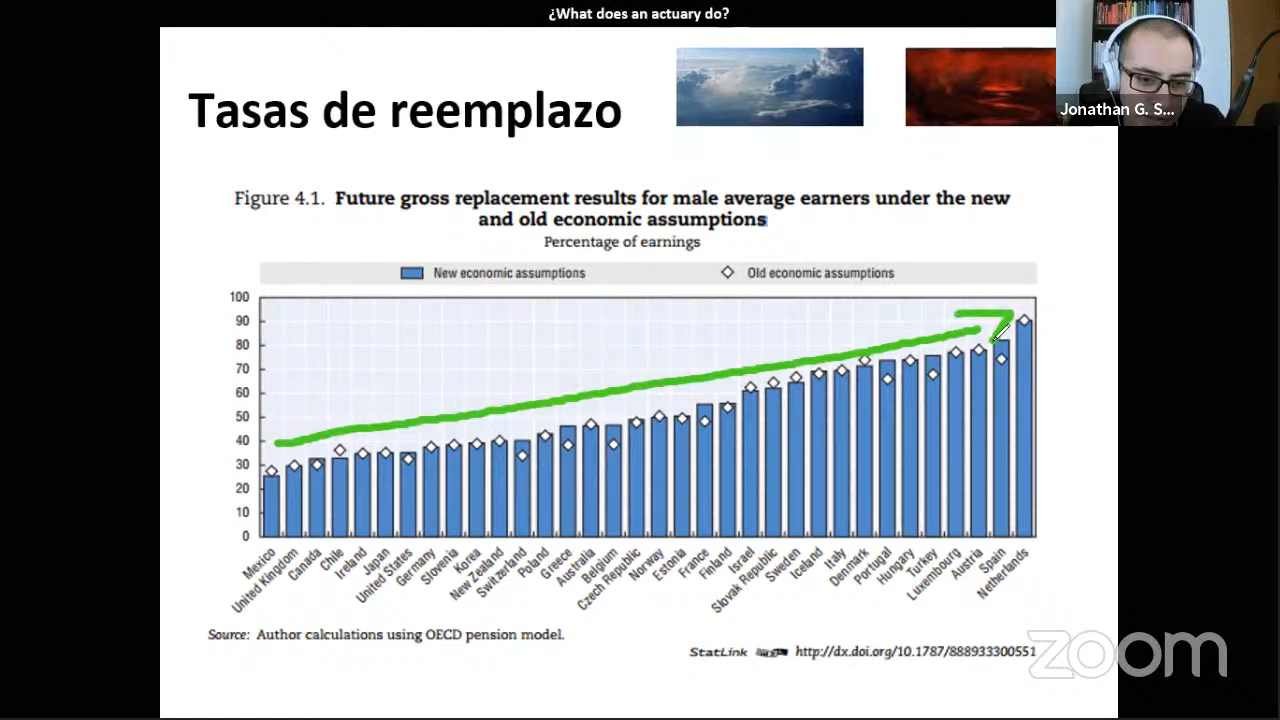 ¿What does an actuary do?
Jonathan G. S...
Tasas de reemplazo
Figure 4.1. Future gross replacement results for male average earners under the new
and old economic assumptions
Percentage of earnings
New economic assumptions
Old economic assumptions
100
90
80
70
60
50
40
30
20
10
0
Mexico
United Kingdom
Canada
Chile
Ireland
Japan
United States
Germany
Slovenia
Korea
New Zealand
Switzerland
Poland
Greece
Australia
Belgium
Czech Republic
Norway
Estonia
France
Finland
Israel
Slovak Republic
Sweden
Iceland
Italy
Denmark
Portugal
Hungary
Turkey
Luxembourg
Austria
Spain
Netherlands
Source: Author calculations using OECD pension model.
StatLink http://dx.doi.org/10.1787/888933300551
zoom